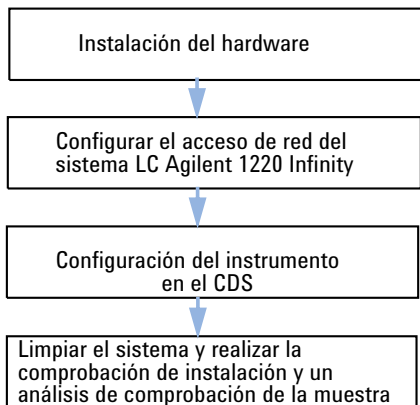 Instalación del hardware
Configurar el acceso de red del
sistema LC Agilent 1220 Infinity
Configuración del instrumento
en el CDS
Limpiar el sistema y realizar la
comprobación de instalación y un
análisis de comprobación de la muestra